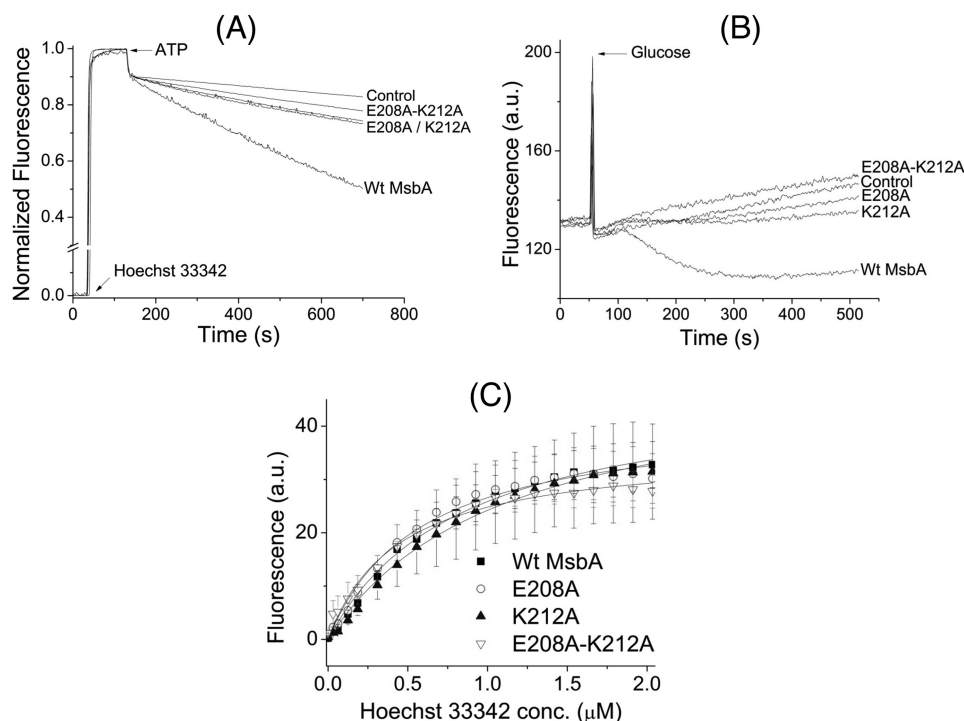 (A)
Normalized Fluorescence
1.0
0.8
0.6
0.4
0.0
ATP
Control
E208A-K212A
E208A / K212A
Wt MsbA
Hoechst 33342
0 200 400 600 800
Time (s)
(B)
Fluorescence (a.u.)
200
160
120
Glucose
E208A-K212A
Control
E208A
K212A
Wt MsbA
0 100 200 300 400 500
Time (s)
(C)
Fluorescence (a.u.)
40
20
0
Wt MsbA
E208A
K212A
E208A-K212A
0.0 0.5 1.0 1.5 2.0
Hoechst 33342 conc. (μM)